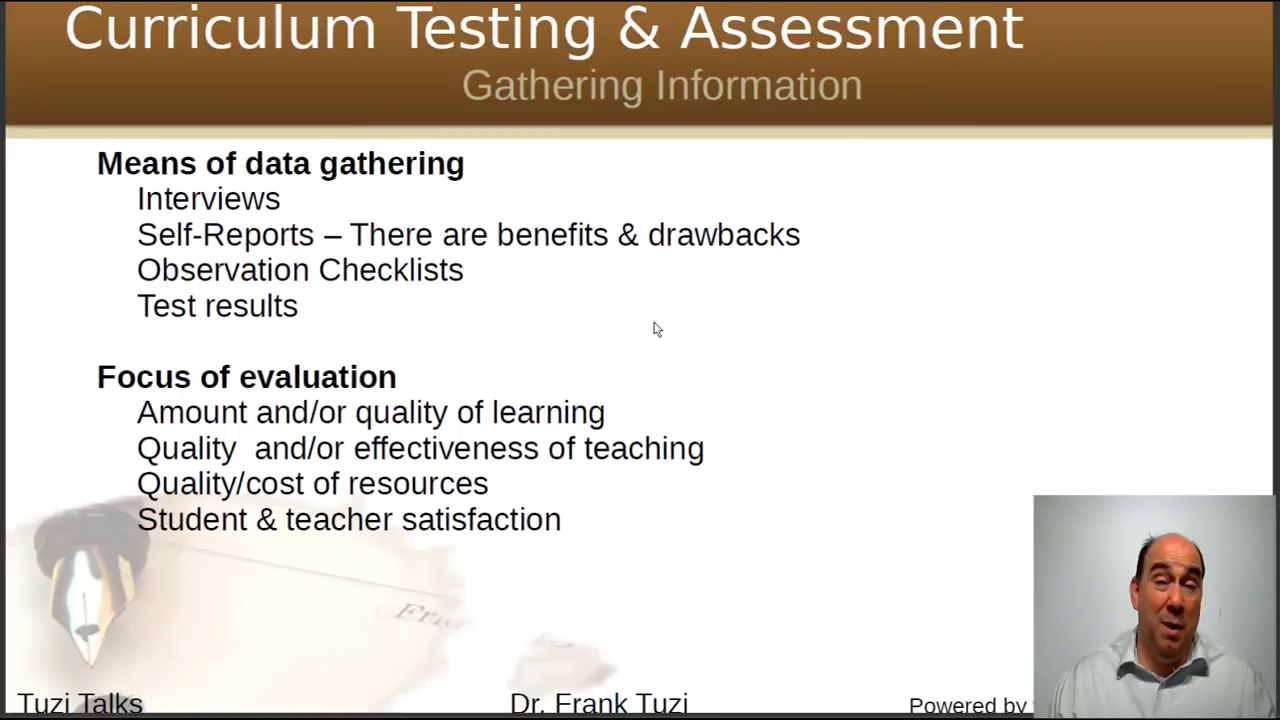 Curriculum Testing & Assessment
Gathering Information
Means of data gathering
Interviews
Self-Reports – There are benefits & drawbacks
Observation Checklists
Test results
Focus of evaluation
Amount and/or quality of learning
Quality  and/or effectiveness of teaching
Quality/cost of resources
Student & teacher satisfaction
Tuzi Talks
Dr. Frank Tuzi
Powered by